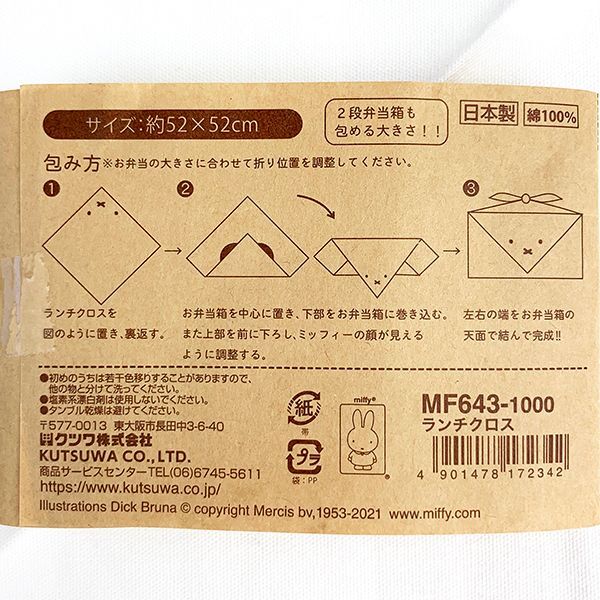 サイズ:約52×52cm
2段弁当箱も
包める大きさ!!
日本製
綿100%
包み方 ※お弁当の大きさに合わせて折り位置を調整してください。
1
2
3
ランチクロスを
図のように置き、裏返す。
お弁当箱を中心に置き、下部をお弁当箱に巻き込む。
また上部を前に下ろし、ミッフィーの顔が見える
ように調整する。
左右の端をお弁当箱の
天面で結んで完成!!
●初めのうちは若干色移りすることがありますので、
他の物と分けて洗ってください。
●塩素系漂白剤は使用しないでください。
●タンブル乾燥は避けてください。
〒577-0013 東大阪市長田中3-6-40
クツワ株式会社
KUTSUWA CO., LTD.
商品サービスセンターTEL(06)6745-5611
https://www.kutsuwa.co.jp/
紙
帯
プラ
袋:PP
miffy®
MF643-1000
ランチクロス
4 901478 172342
Illustrations Dick Bruna © copyright Mercis bv,1953-2021 www.miffy.com